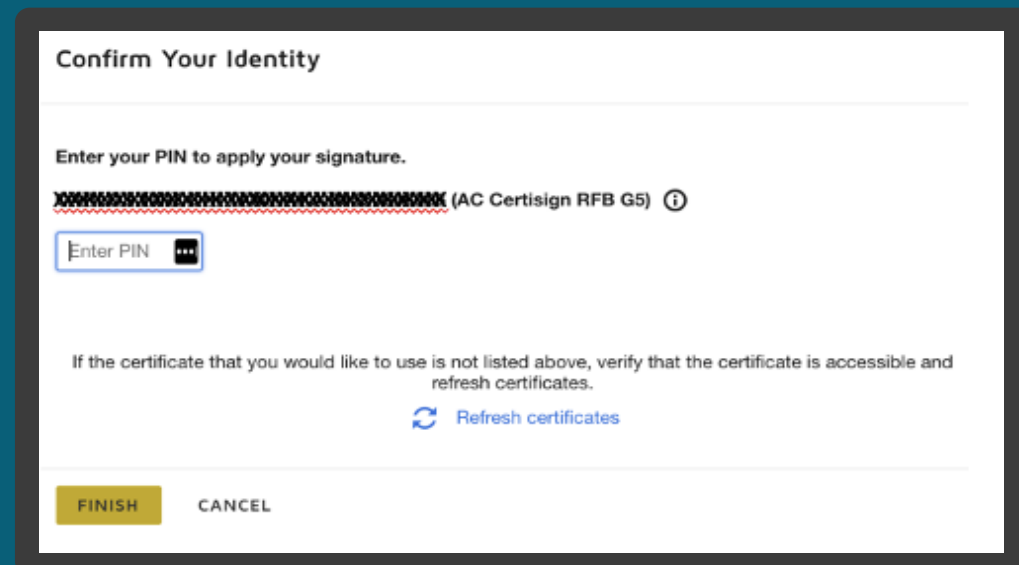 Confirm Your Identity
Enter your PIN to apply your signature.
(AC Certisign RFB G5)
Enter PIN
If the certificate that you would like to use is not listed above, verify that the certificate is accessible and
refresh certificates.
Refresh certificates
FINISH CANCEL